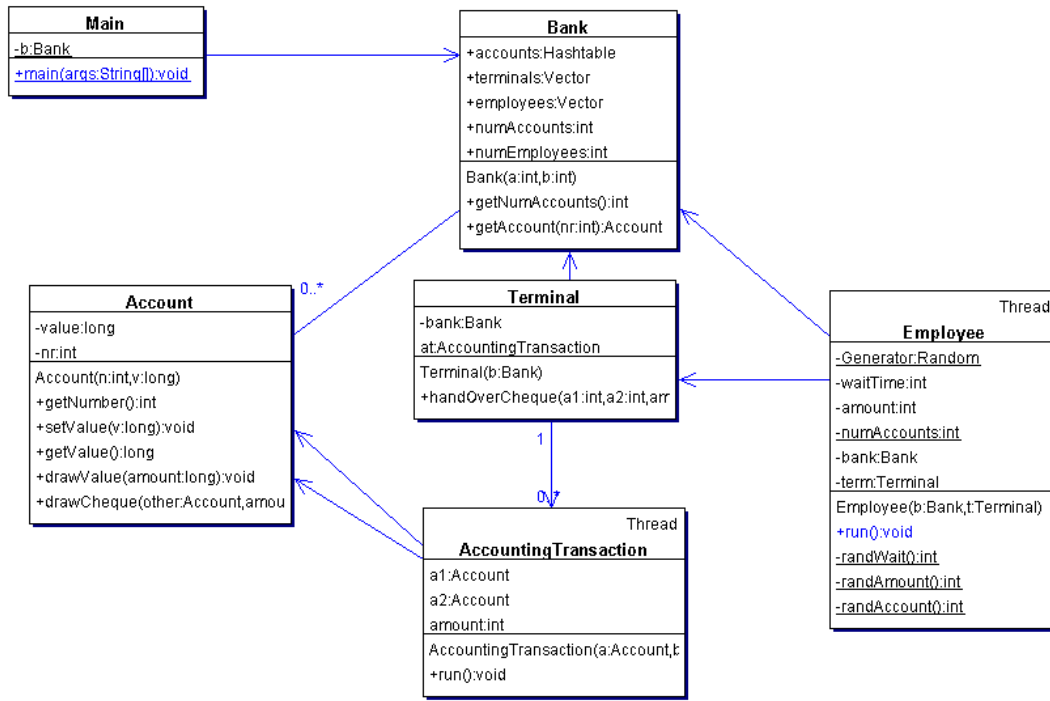 Main
-b:Bank
+main(args:String[]):void
Bank
+accounts:Hashtable
+terminals:Vector
+employees:Vector
+numAccounts:int
+numEmployees:int
Bank(a:int,b:int)
+getNumAccounts():int
+getAccount(nr:int):Account
0..*
Account
-value:long
-nr:int
Account(n:int,v:long)
+getNumber():int
+setValue(v:long):void
+getValue():long
+drawValue(amount:long):void
+drawCheque(other:Account,amou
Terminal
-bank:Bank
at:AccountingTransaction
Terminal(b:Bank)
+handOverCheque(a1:int,a2:int,am
1
0..*
Thread
Employee
-Generator:Random
-waitTime:int
-amount:int
-numAccounts:int
-bank:Bank
-term:Terminal
Employee(b:Bank,t:Terminal)
+run():void
-randWait():int
-randAmount():int
-randAccount():int
Thread
AccountingTransaction
a1:Account
a2:Account
amount:int
AccountingTransaction(a:Account,b
+run():void